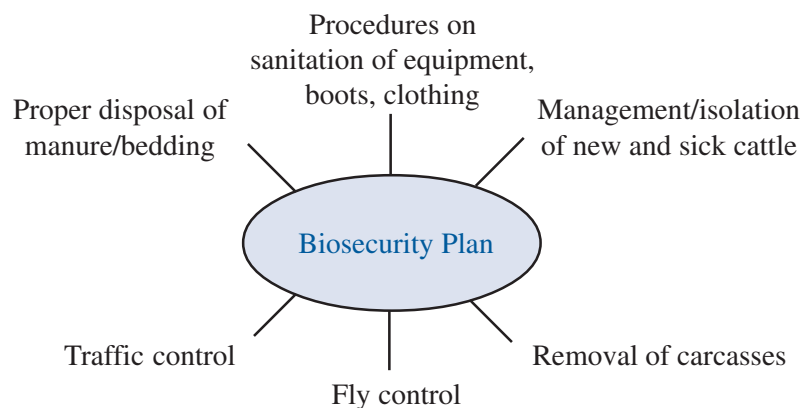 Procedures on
sanitation of equipment,
boots, clothing
Proper disposal of
manure/bedding
Management/isolation
of new and sick cattle
Biosecurity Plan
Traffic control
Fly control
Removal of carcasses